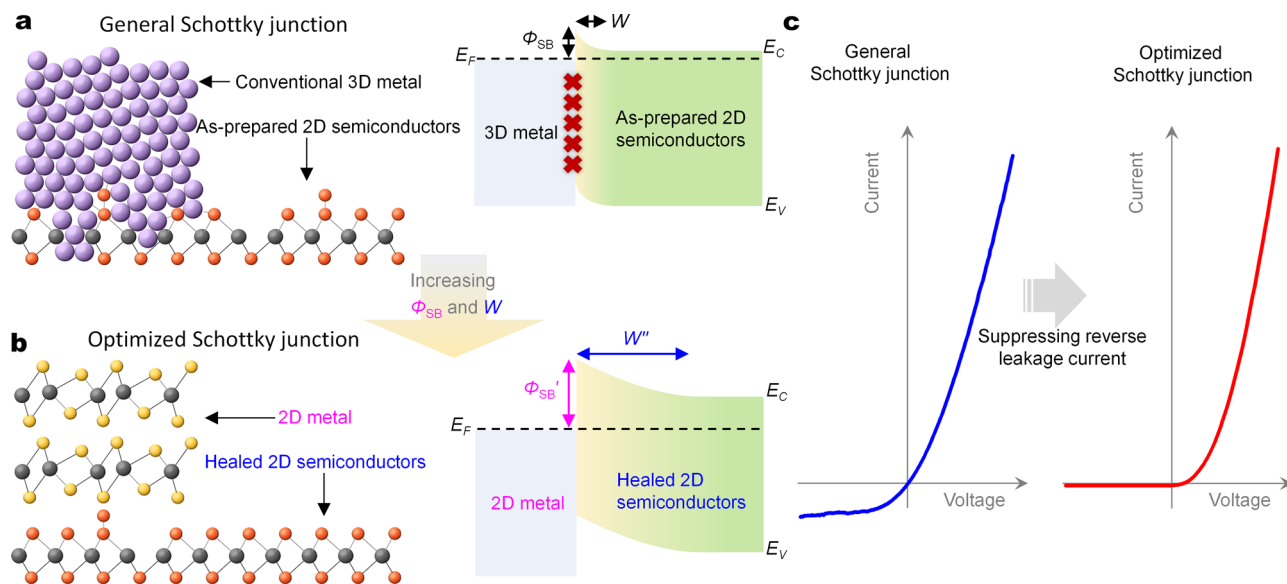 a
General Schottky junction
Conventional 3D metal
As-prepared 2D semiconductors
W
Φ_SB
E_F
E_C
3D metal
As-prepared 2D
semiconductors
E_V
Increasing
Φ_SB and W
b
Optimized Schottky junction
2D metal
Healed 2D semiconductors
W"
Φ_SB'
E_F
E_C
2D metal
Healed 2D
semiconductors
E_V
c
General
Schottky junction
Optimized
Schottky junction
Current
Voltage
Suppressing reverse
leakage current
Current
Voltage